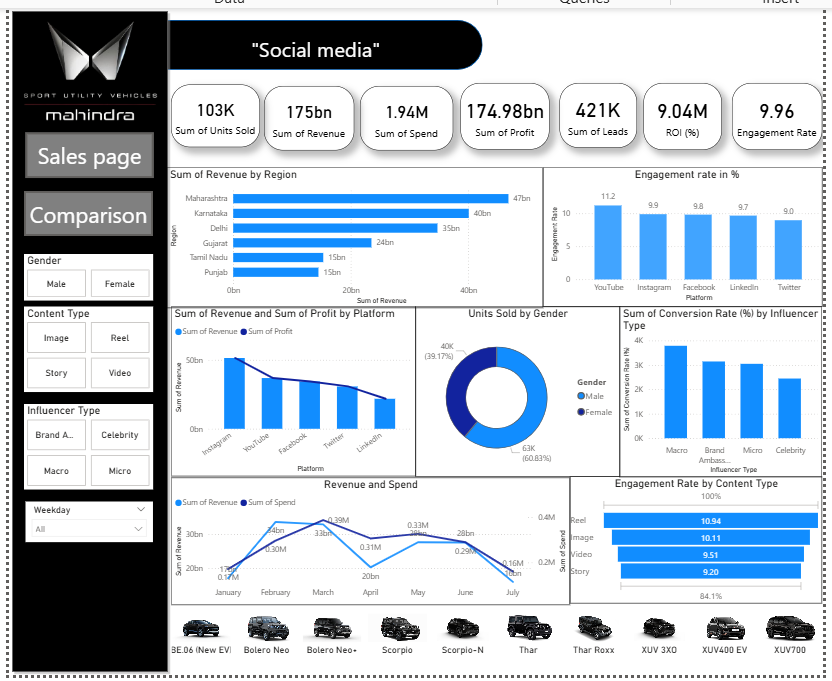 Data
Queries
Insert
SPORT UTILITY VEHICLES
mahindra
Sales page
Comparison
Gender
Male
Female
Content Type
Image
Reel
Story
Video
Influencer Type
Brand A...
Celebrity
Macro
Micro
Weekday
All
"Social media"
103K
Sum of Units Sold
175bn
Sum of Revenue
1.94M
Sum of Spend
174.98bn
Sum of Profit
421K
Sum of Leads
9.04M
ROI (%)
9.96
Engagement Rate
Sum of Revenue by Region
Region
Maharashtra
47bn
Karnataka
40bn
Delhi
35bn
Gujarat
24bn
Tamil Nadu
15bn
Punjab
15bn
0bn
20bn
40bn
Sum of Revenue
Engagement rate in %
Engagement Rate
10
5
0
11.2
9.9
9.8
9.7
9.0
YouTube
Instagram
Facebook
LinkedIn
Twitter
Platform
Sum of Revenue and Sum of Profit by Platform
Sum of Revenue
Sum of Profit
Sum of Revenue
50bn
0bn
Instagram
YouTube
Facebook
Twitter
LinkedIn
Platform
Units Sold by Gender
40K
(39.17%)
63K
(60.83%)
Gender
Male
Female
Sum of Conversion Rate (%) by Influencer
Type
Sum of Conversion Rate (%)
4K
3K
2K
1K
0K
Macro
Brand
Ambass...
Micro
Celebrity
Influencer Type
Revenue and Spend
Sum of Revenue
Sum of Spend
Sum of Revenue
30bn
20bn
0.17M
34bn
0.30M
0.39M
33bn
0.31M
20bn
0.33M
28bn
28bn
0.29M
0.16M
16bn
0.4M
0.2M
Sum of Spend
January
February
March
April
May
June
July
Engagement Rate by Content Type
100%
Reel
10.94
Image
10.11
Video
9.51
Story
9.20
84.1%
BE.06 (New EV)
Bolero Neo
Bolero Neo+
Scorpio
Scorpio-N
Thar
Thar Roxx
XUV 3XO
XUV400 EV
XUV700